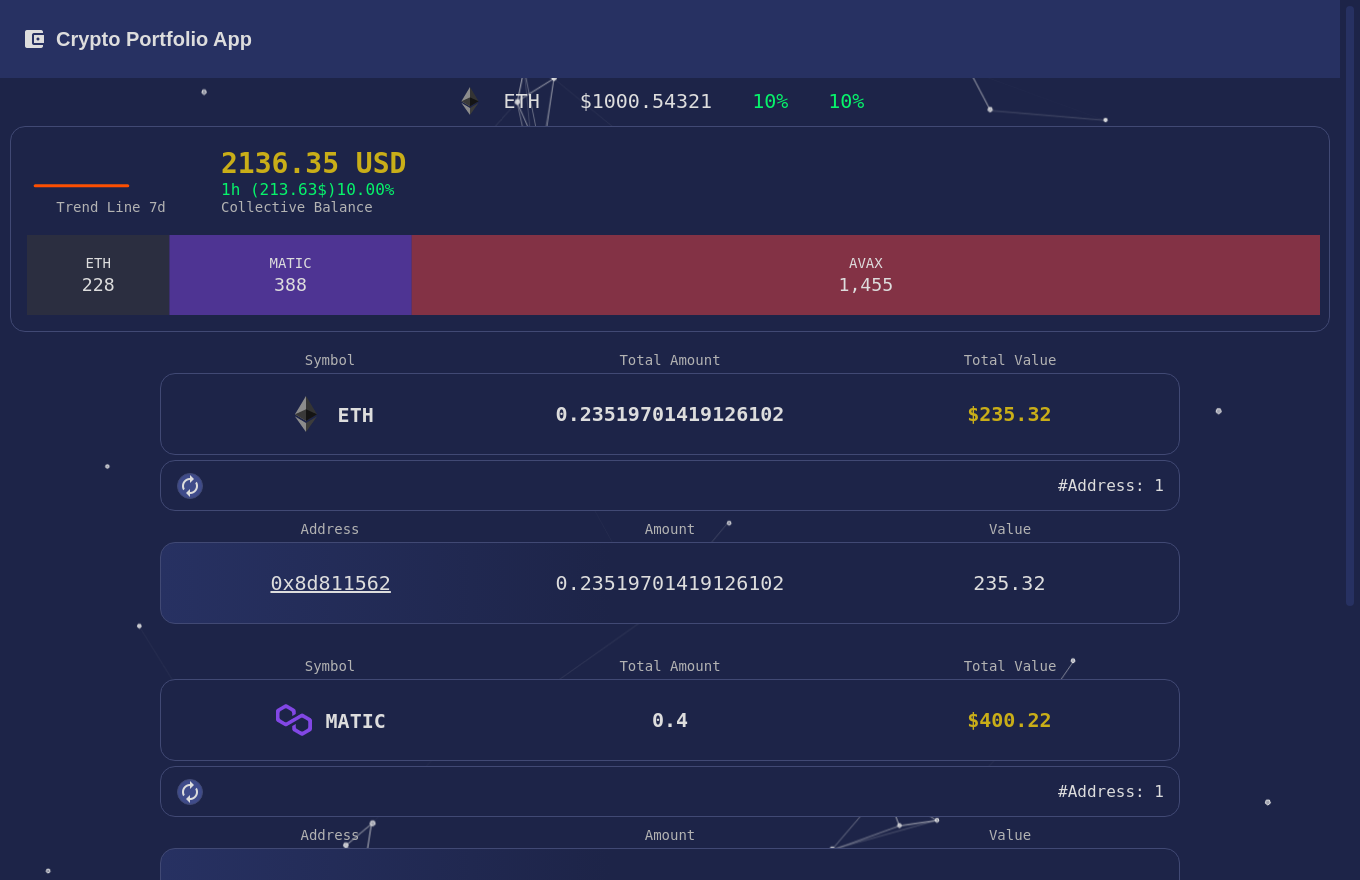 Crypto Portfolio App
ETH $1000.54321 10% 10%
2136.35 USD
1h (213.63$)10.00%
Trend Line 7d Collective Balance
ETH MATIC AVAX
228 388 1,455
Symbol Total Amount Total Value
ETH 0.23519701419126102 $235.32
#Address: 1
Address Amount Value
0x8d811562 0.23519701419126102 235.32
Symbol Total Amount Total Value
MATIC 0.4 $400.22
#Address: 1
Address Amount Value